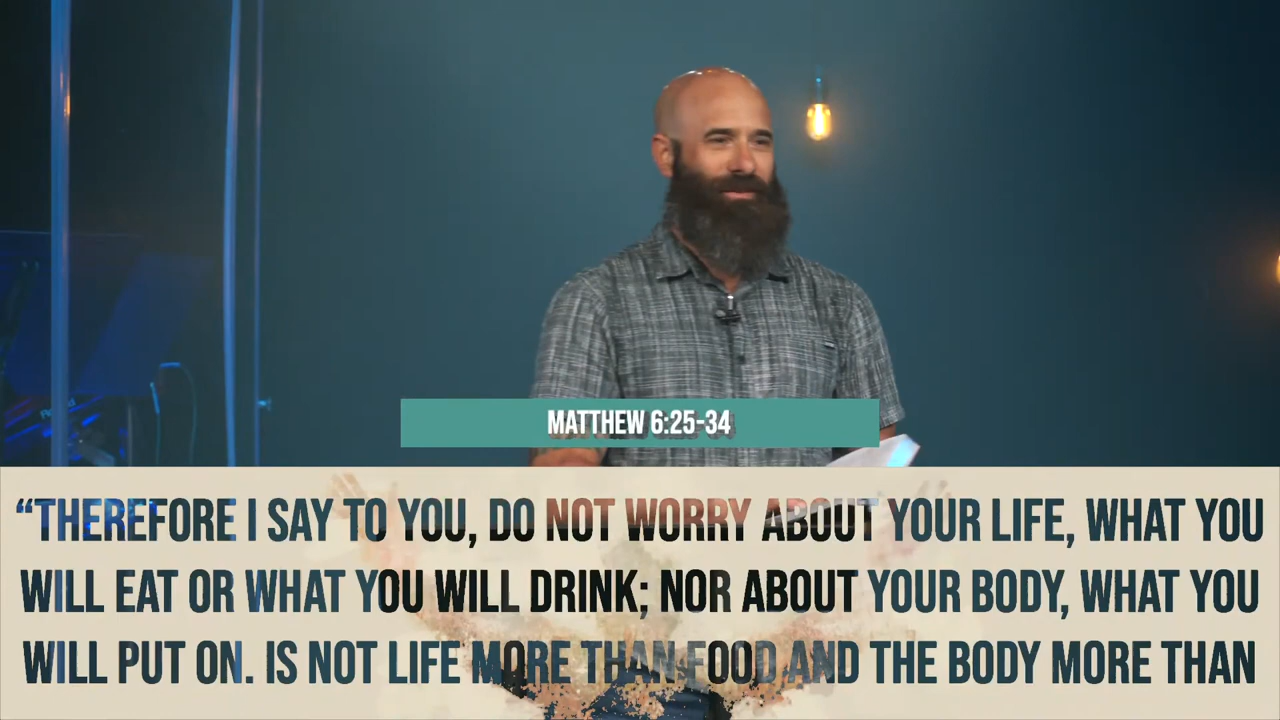 MATTHEW 6:25-34
“THEREFORE I SAY TO YOU, DO NOT WORRY ABOUT YOUR LIFE, WHAT YOU
WILL EAT OR WHAT YOU WILL DRINK; NOR ABOUT YOUR BODY, WHAT YOU
WILL PUT ON. IS NOT LIFE MORE THAN FOOD AND THE BODY MORE THAN